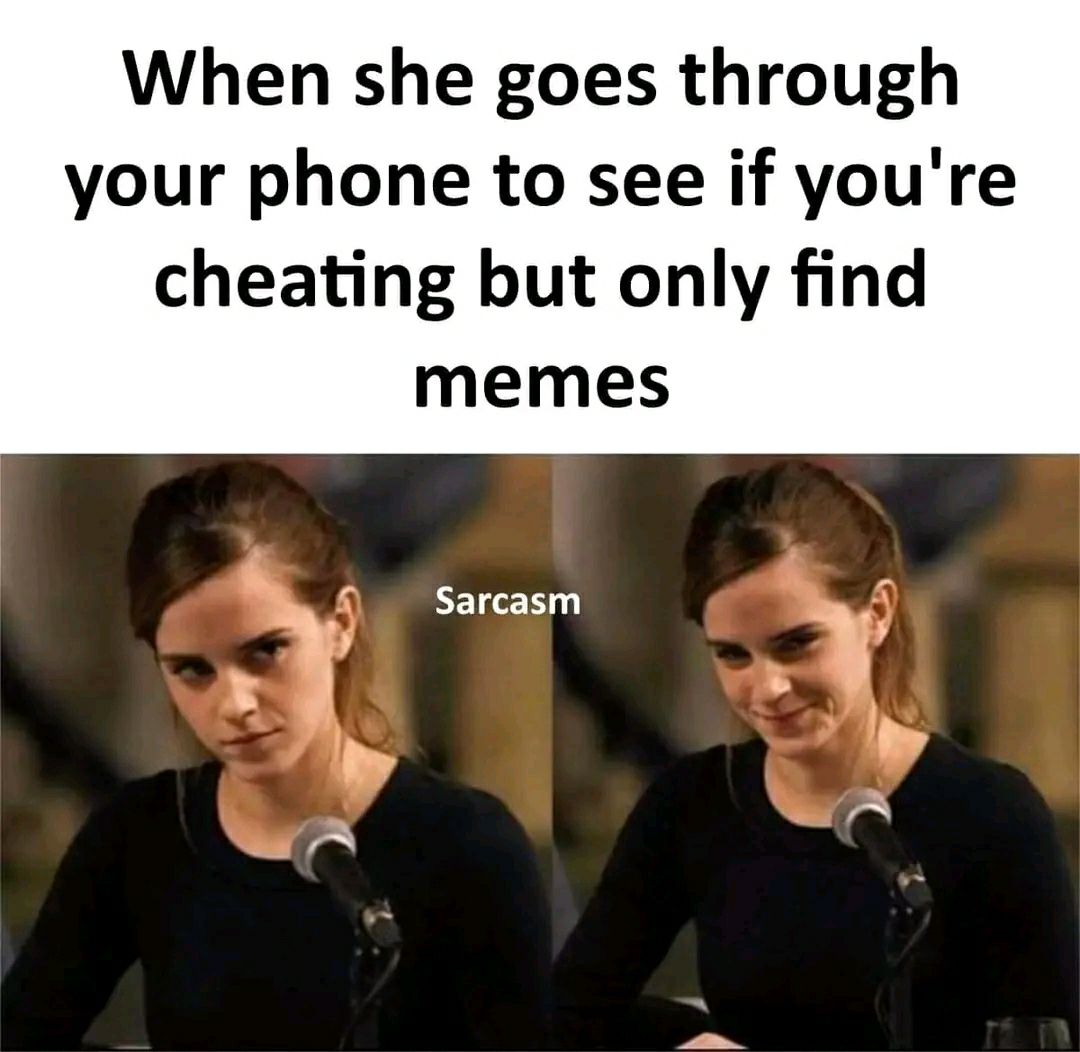 When she goes through
your phone to see if you're
cheating but only find
memes
Sarcasm